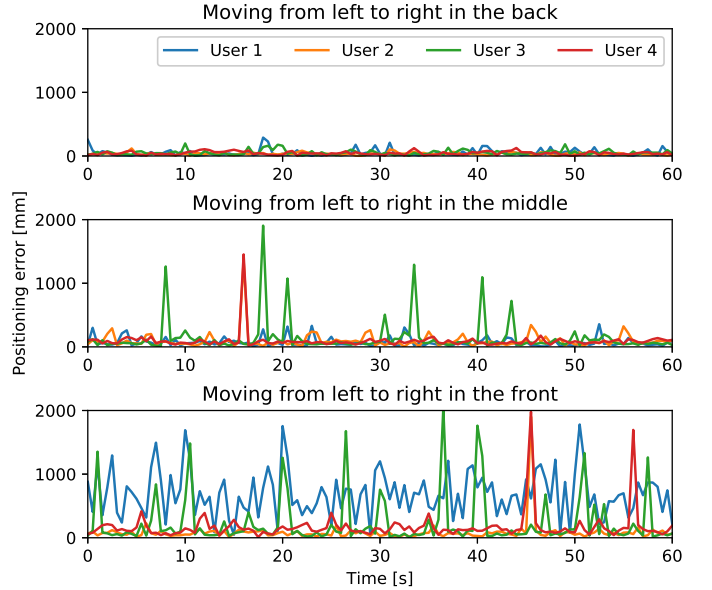 Moving from left to right in the back
2000
User 1 User 2 User 3 User 4
1000
0
0 10 20 30 40 50 60
Moving from left to right in the middle
2000
1000
0
0 10 20 30 40 50 60
Positioning error [mm]
Moving from left to right in the front
2000
1000
0
0 10 20 30 40 50 60
Time [s]